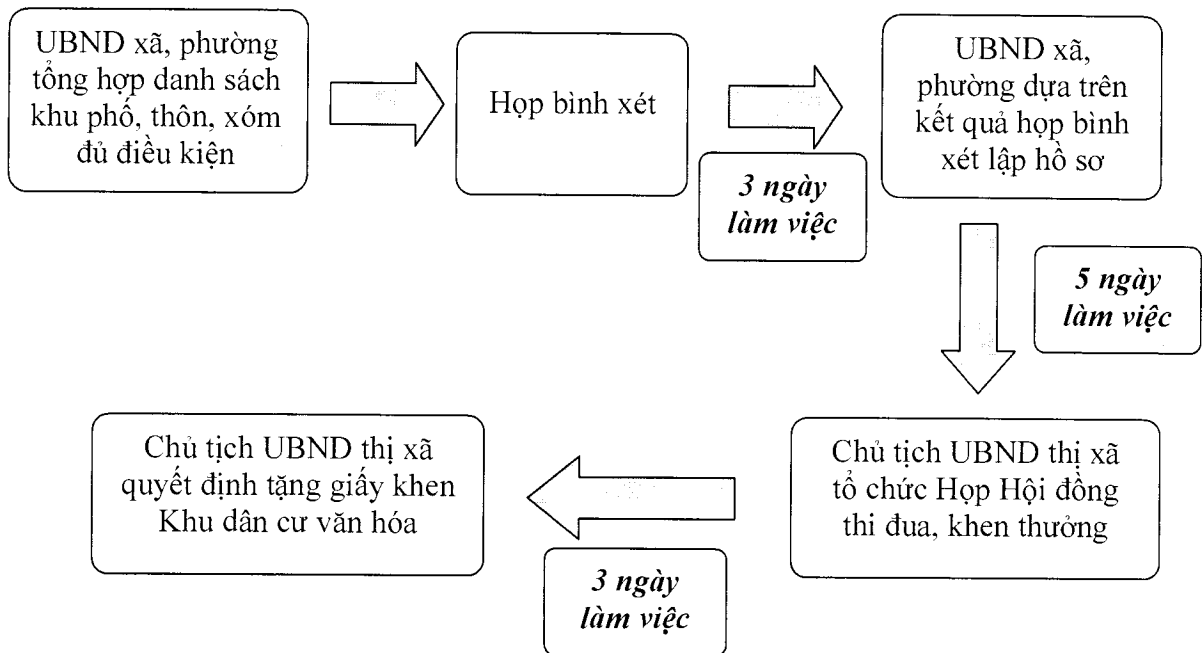 UBND xã, phường
tổng hợp danh sách
khu phố, thôn, xóm
đủ điều kiện
Họp bình xét
3 ngày
làm việc
UBND xã,
phường dựa trên
kết quả họp bình
xét lập hồ sơ
5 ngày
làm việc
Chủ tịch UBND thị xã
tổ chức Họp Hội đồng
thi đua, khen thưởng
3 ngày
làm việc
Chủ tịch UBND thị xã
quyết định tặng giấy khen
Khu dân cư văn hóa